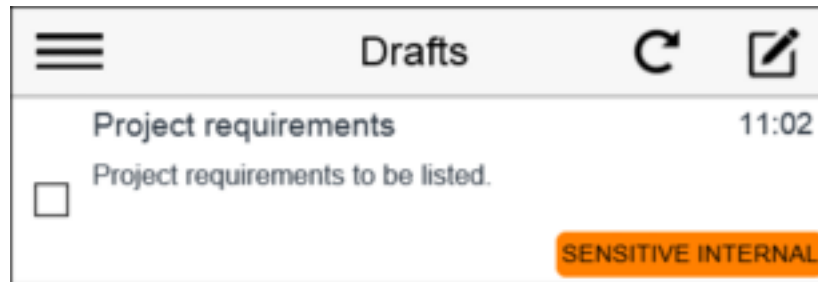 Drafts
Project requirements 11:02
Project requirements to be listed.
SENSITIVE INTERNAL